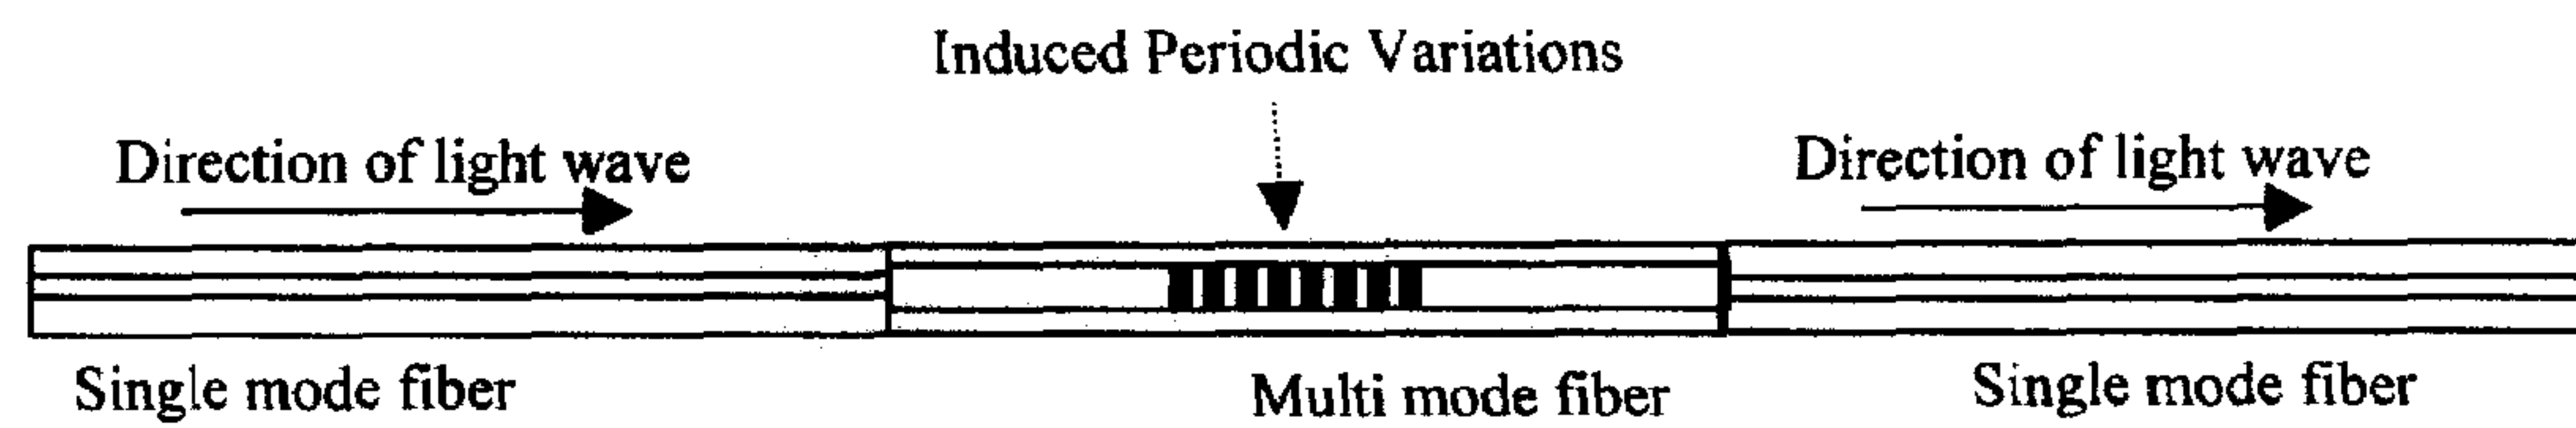 Induced Periodic Variations
Direction of light wave
Direction of light wave
Single mode fiber
Multi mode fiber
Single mode fiber